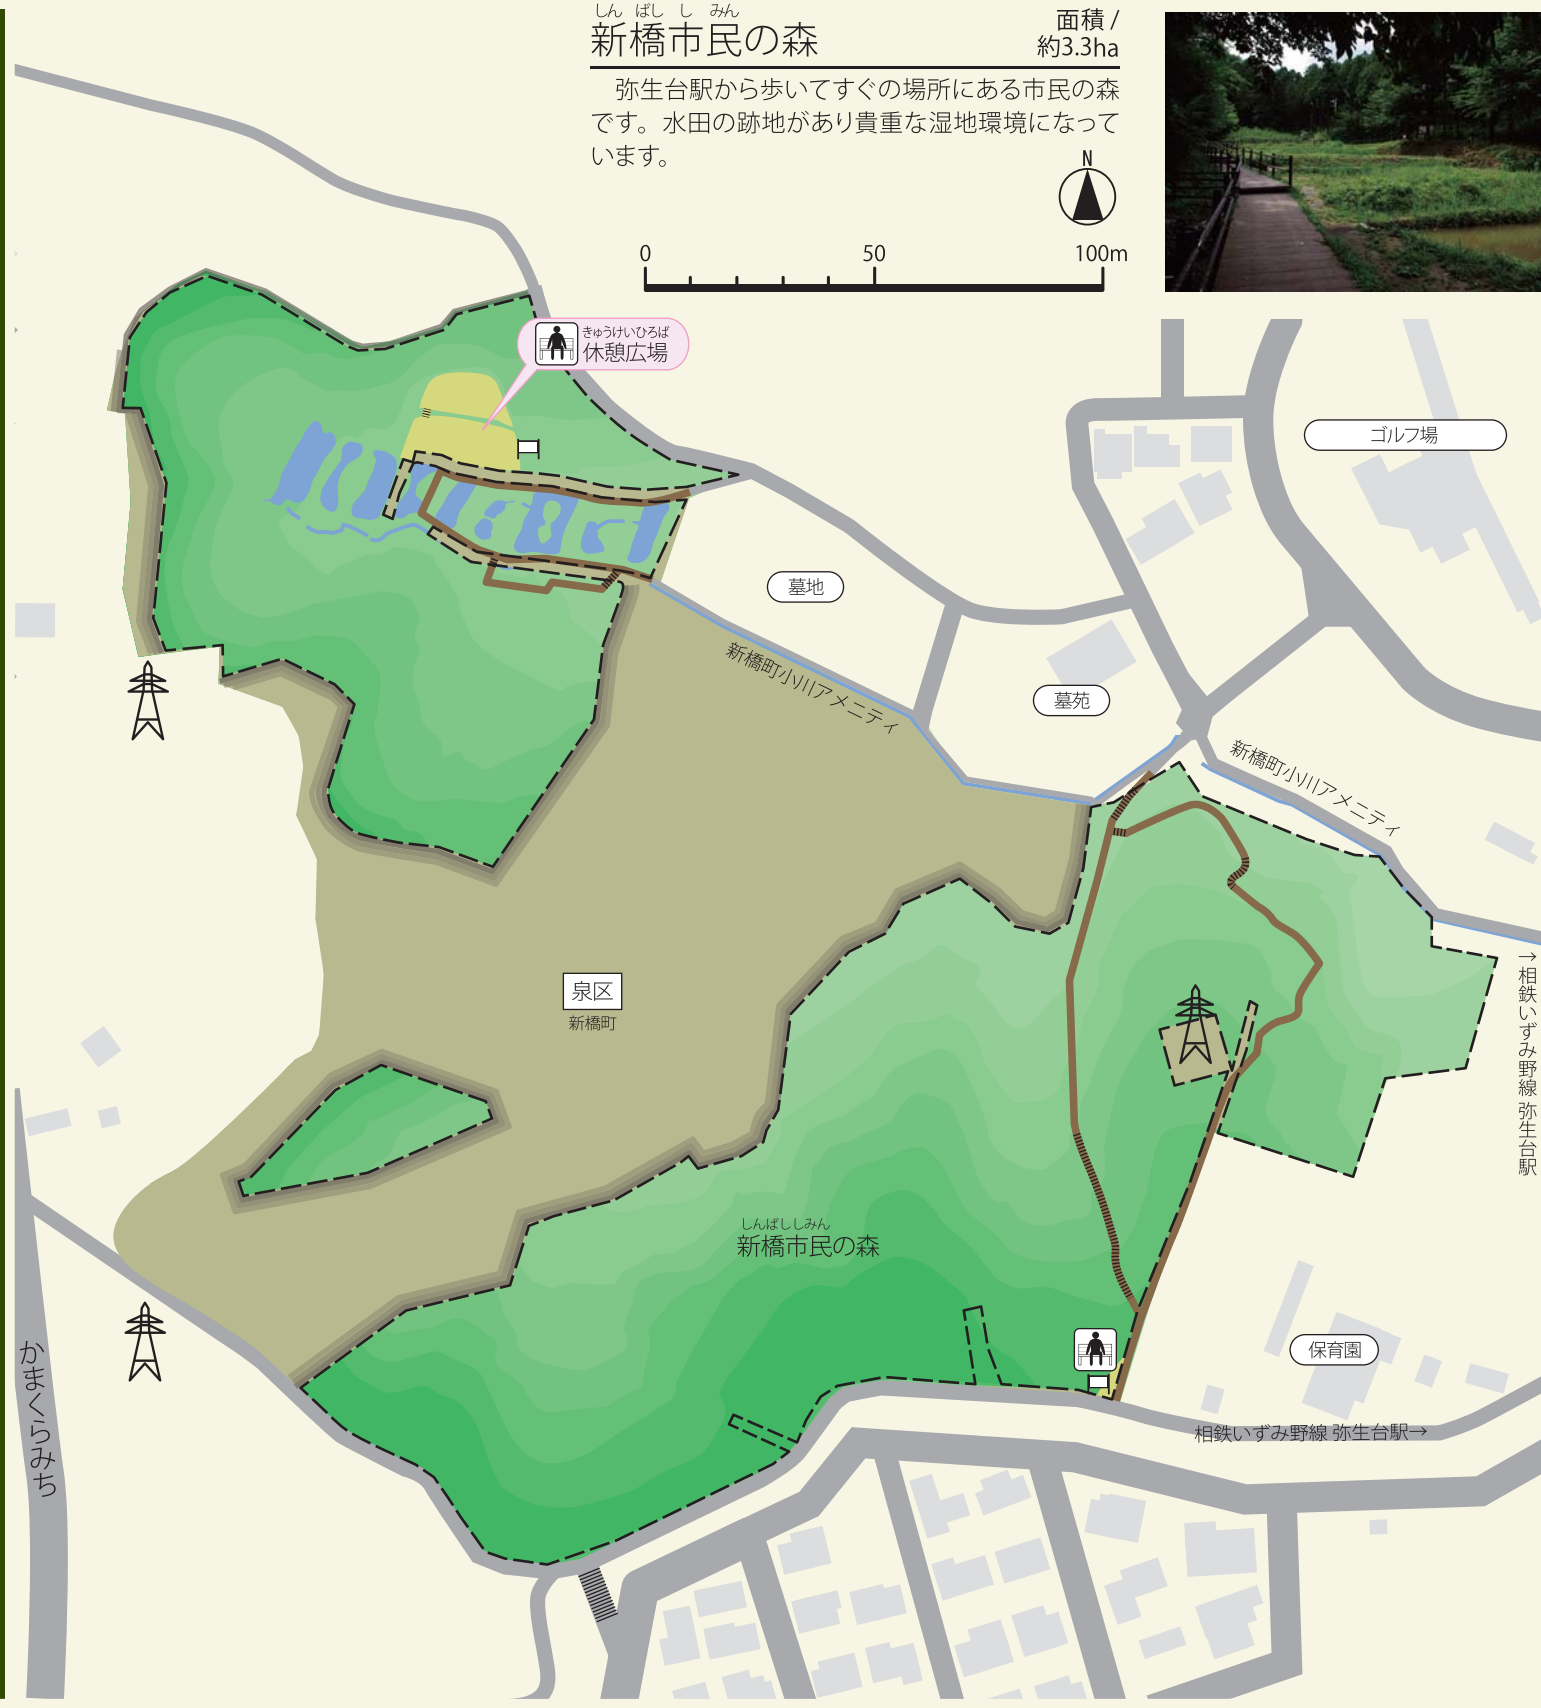 しん ばし し みん
新橋市民の森
面積 /
約3.3ha
弥生台駅から歩いてすぐの場所にある市民の森
です。水田の跡地があり貴重な湿地環境になって
います。
N
0 50 100m
きゅうけいひろば
休憩広場
ゴルフ場
墓地
新橋町小川アメニティ
墓苑
新橋町小川アメニティ
→相鉄いずみ野線 弥生台駅
泉区
新橋町
しんばししみん
新橋市民の森
かまくらみち
保育園
相鉄いずみ野線 弥生台駅→